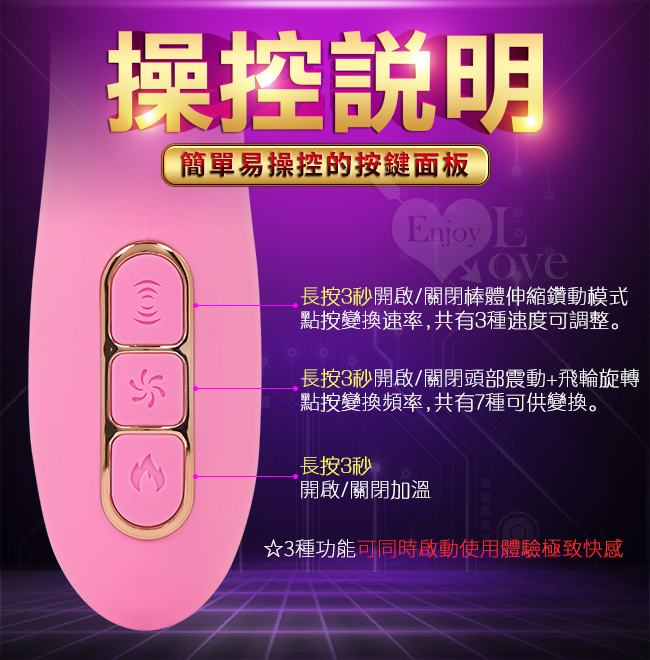 操控説明
簡單易操控的按鍵面板
Enjoy Love
長按3秒開啟/關閉棒體伸縮鑽動模式
點按變換速率,共有3種速度可調整。
長按3秒開啟/關閉頭部震動+飛輪旋轉
點按變換頻率,共有7種可供變換。
長按3秒
開啟/關閉加溫
☆3種功能可同時啟動使用體驗極致快感